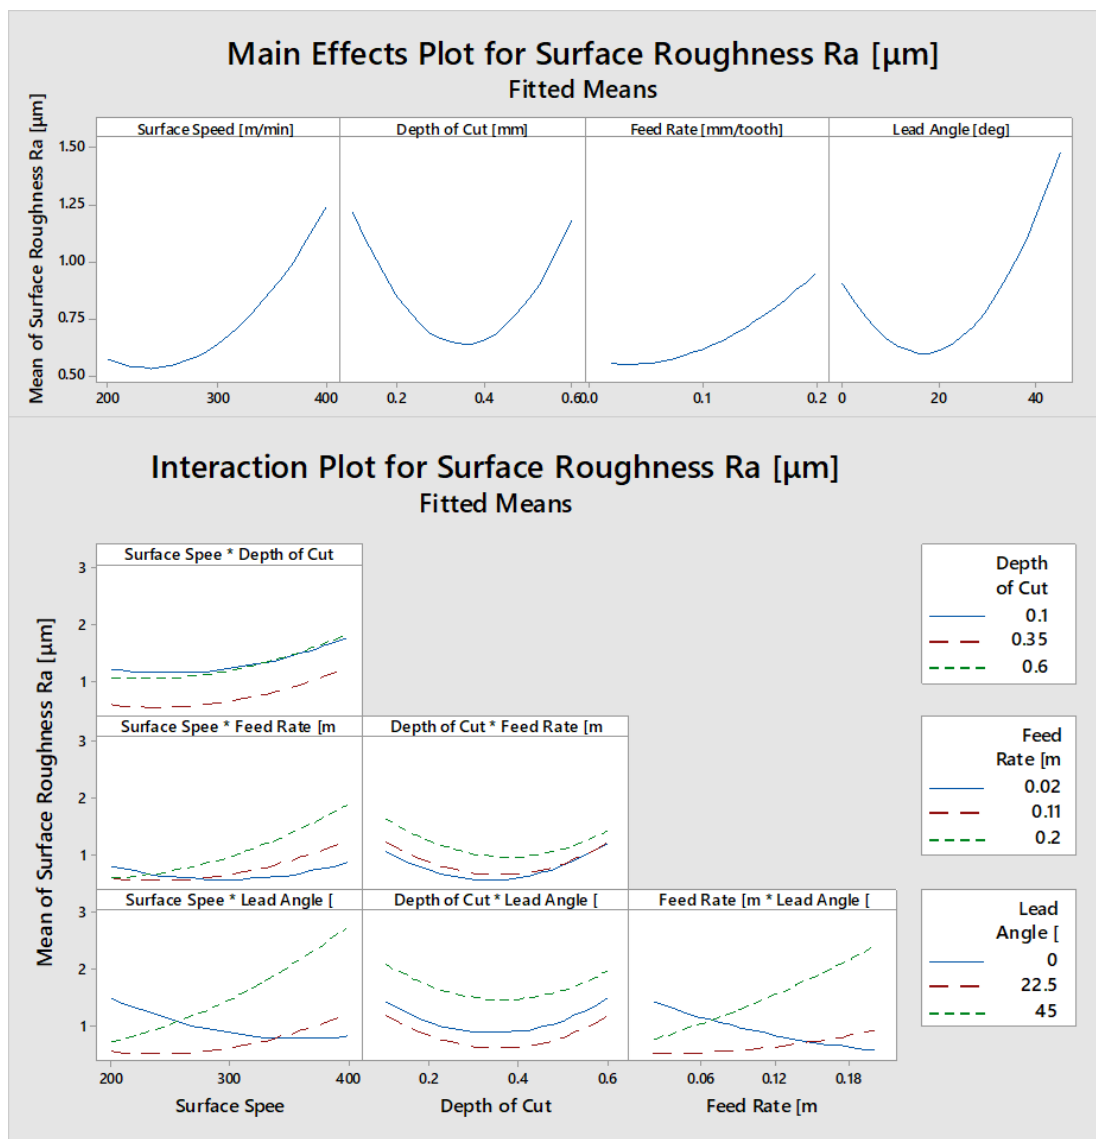 Main Effects Plot for Surface Roughness Ra [µm]
Fitted Means
Mean of Surface Roughness Ra [µm]
Surface Speed [m/min]
Depth of Cut [mm]
Feed Rate [mm/tooth]
Lead Angle [deg]
1.50
1.25
1.00
0.75
0.50
200
300
400
0.2
0.4
0.6
0.0
0.1
0.2
0
20
40
Interaction Plot for Surface Roughness Ra [µm]
Fitted Means
Mean of Surface Roughness Ra [µm]
Surface Spee * Depth of Cut
3
2
1
Depth
of Cut
0.1
0.35
0.6
Mean of Surface Roughness Ra [µm]
Surface Spee * Feed Rate [m
Depth of Cut * Feed Rate [m
3
2
1
Feed
Rate [m
0.02
0.11
0.2
Surface Spee * Lead Angle [
Depth of Cut * Lead Angle [
Feed Rate [m * Lead Angle [
3
2
1
Lead
Angle [
0
22.5
45
200
300
400
0.2
0.4
0.6
0.06
0.12
0.18
Surface Spee
Depth of Cut
Feed Rate [m